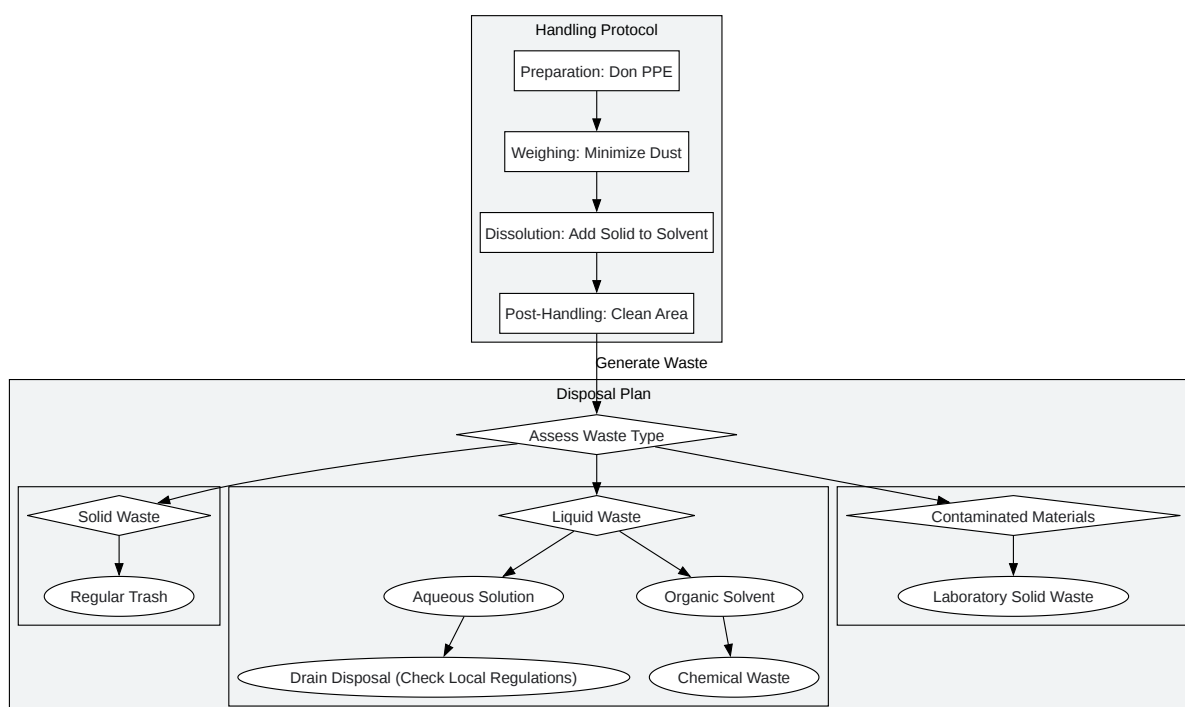 Handling Protocol
Preparation: Don PPE
Weighing: Minimize Dust
Dissolution: Add Solid to Solvent
Post-Handling: Clean Area
Generate Waste
Disposal Plan
Assess Waste Type
Solid Waste
Liquid Waste
Contaminated Materials
Regular Trash
Aqueous Solution
Organic Solvent
Laboratory Solid Waste
Drain Disposal (Check Local Regulations)
Chemical Waste